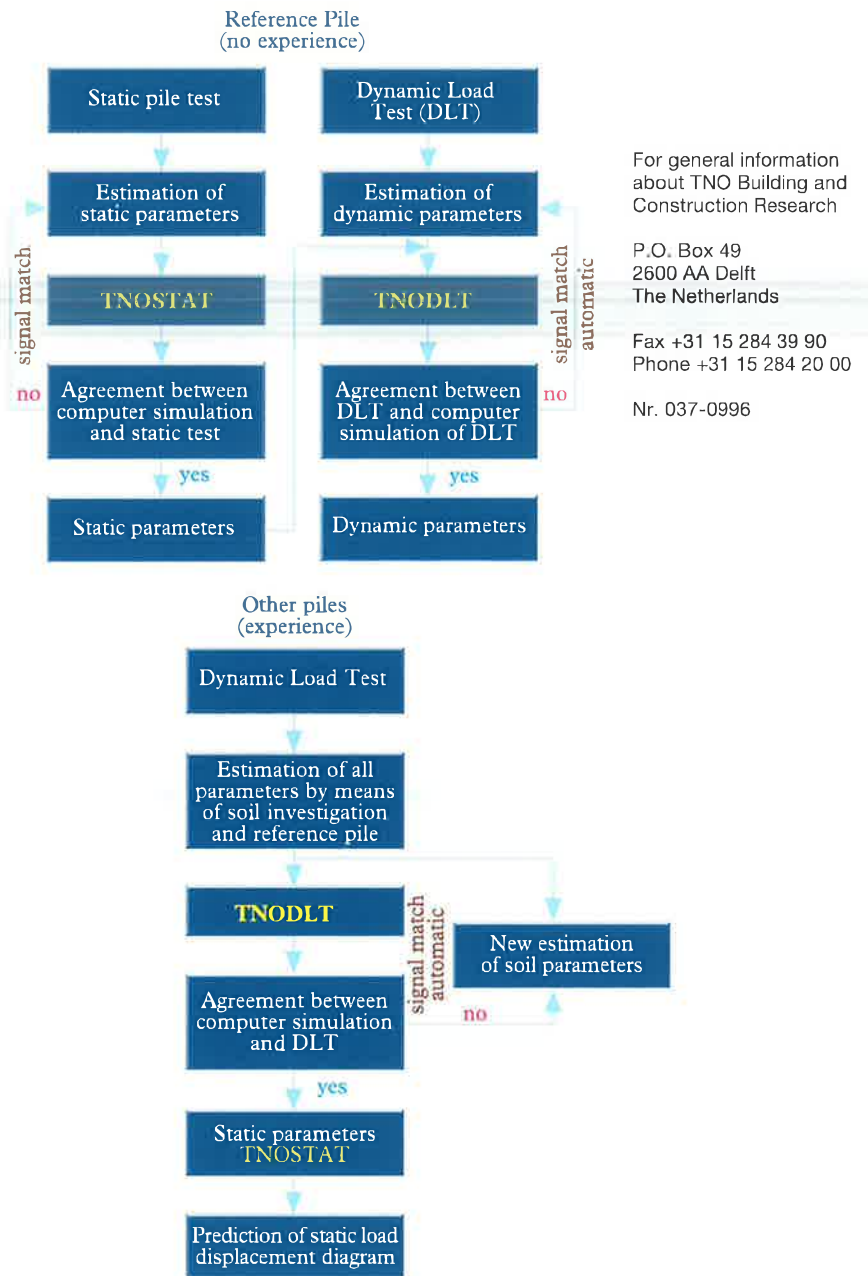 Reference Pile
(no experience)
Static pile test
Estimation of
static parameters
TNOSTAT
signal match
no
Agreement between
computer simulation
and static test
yes
Static parameters
Dynamic Load
Test (DLT)
Estimation of
dynamic parameters
TNODLT
signal match
automatic
Agreement between
DLT and computer
simulation of DLT
no
yes
Dynamic parameters
For general information
about TNO Building and
Construction Research
P.O. Box 49
2600 AA Delft
The Netherlands
Fax +31 15 284 39 90
Phone +31 15 284 20 00
Nr. 037-0996
Other piles
(experience)
Dynamic Load Test
Estimation of all
parameters by means
of soil investigation
and reference pile
TNODLT
signal match
automatic
New estimation
of soil parameters
Agreement between
computer simulation
and DLT
no
yes
Static parameters
TNOSTAT
Prediction of static load
displacement diagram